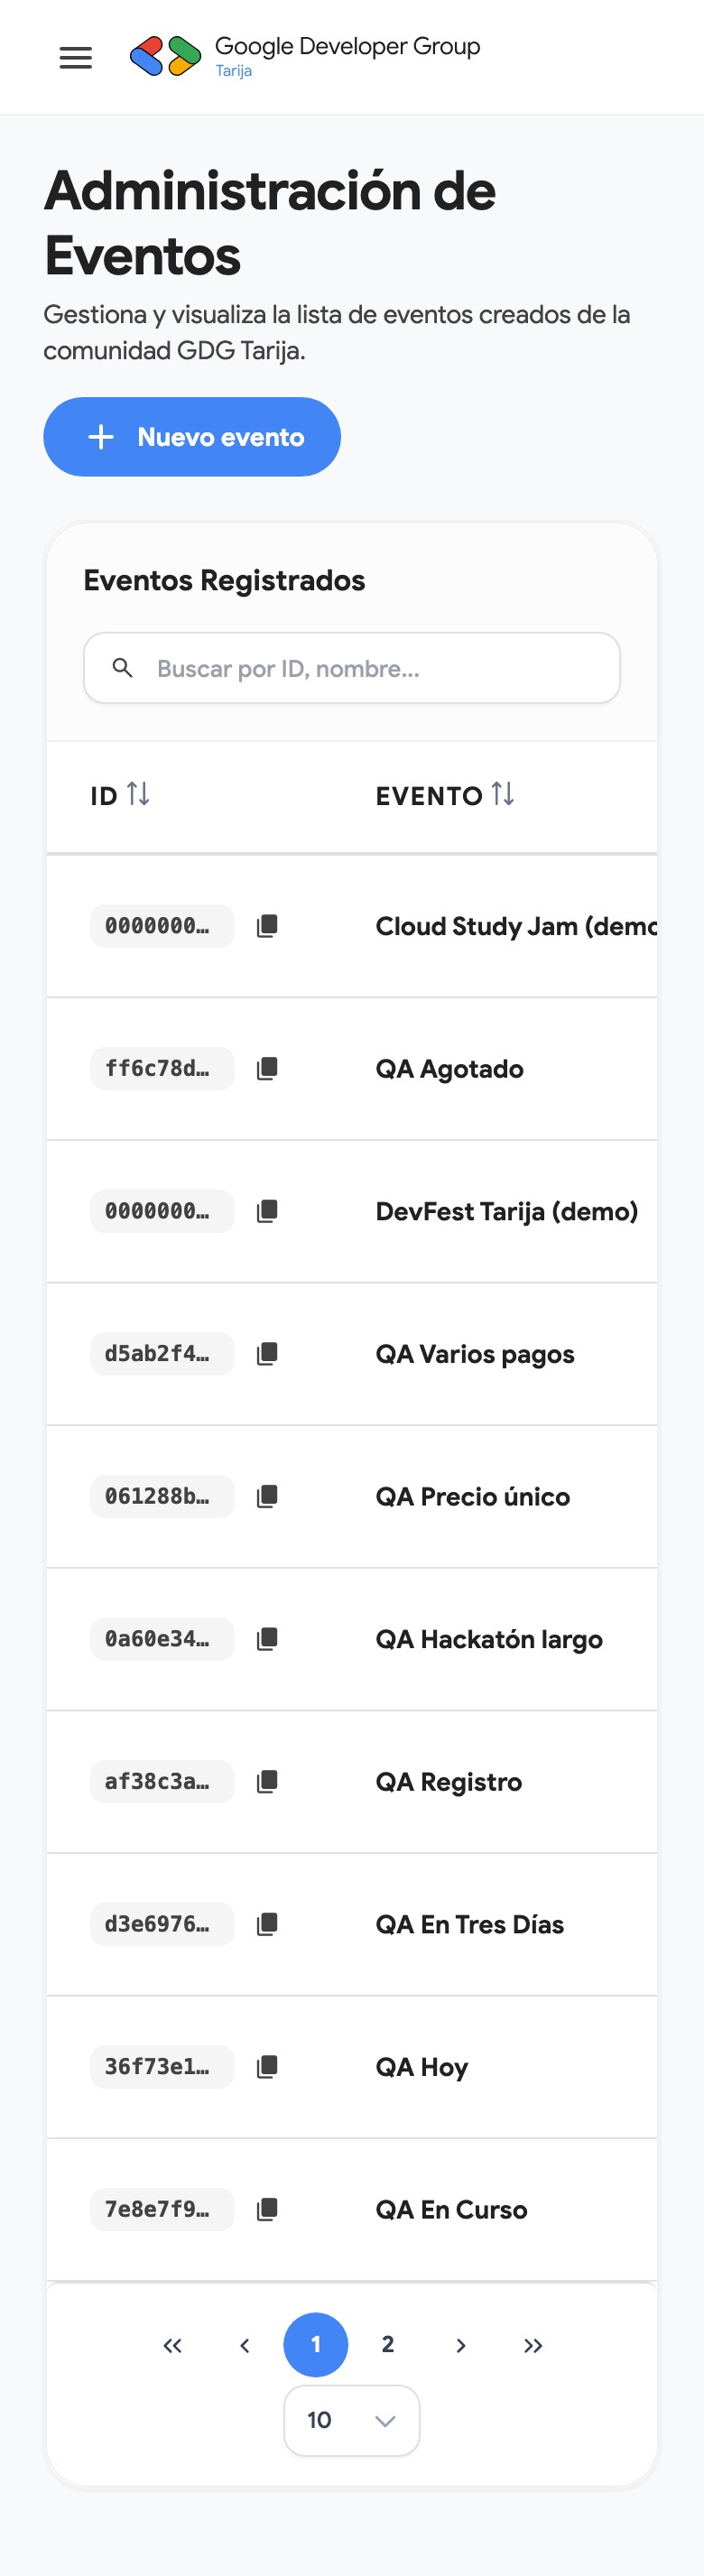 Google Developer Group
Tarija
Administración de
Eventos
Gestiona y visualiza la lista de eventos creados de la
comunidad GDG Tarija.
Nuevo evento
Eventos Registrados
Buscar por ID, nombre...
ID EVENTO
0000000… Cloud Study Jam (demo
ff6c78d… QA Agotado
0000000… DevFest Tarija (demo)
d5ab2f4… QA Varios pagos
061288b… QA Precio único
0a60e34… QA Hackatón largo
af38c3a… QA Registro
d3e6976… QA En Tres Días
36f73e1… QA Hoy
7e8e7f9… QA En Curso
« ‹ 1 2 › »
10